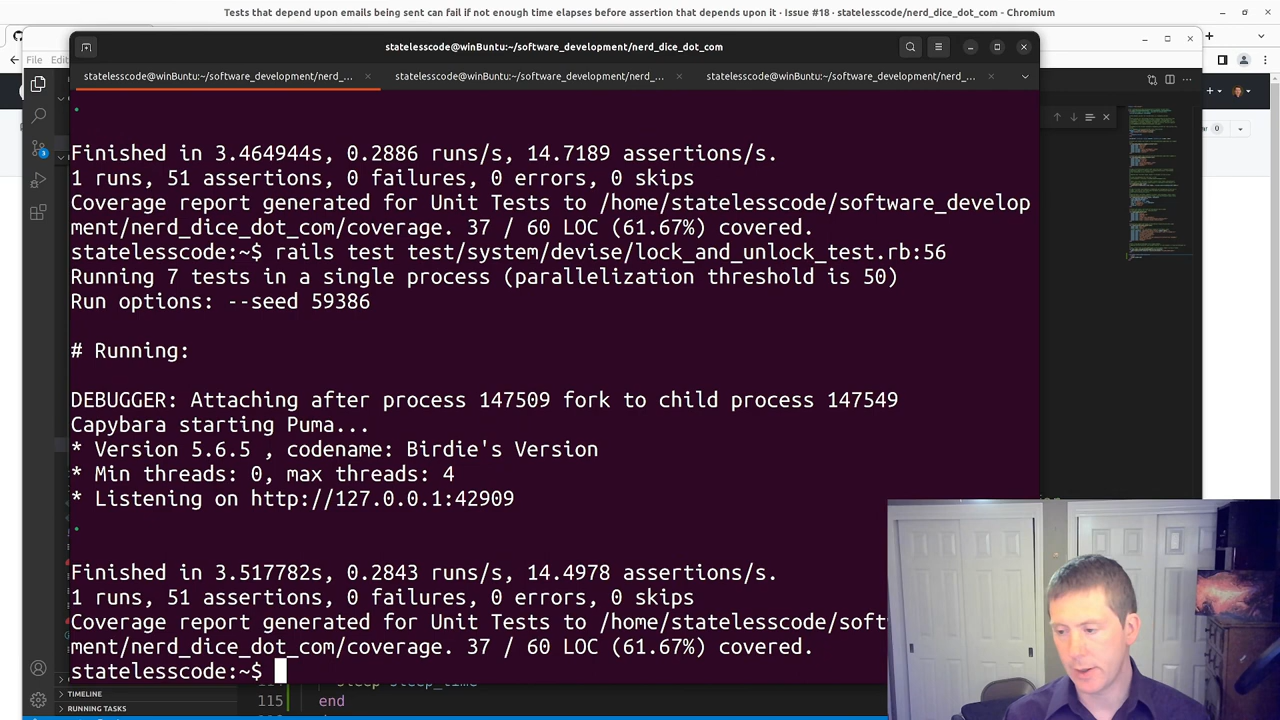 Tests that depend upon emails being sent can fail if not enough time elapses before assertion that depends upon it · Issue #18 · statelesscode/nerd_dice_dot_com - Chromium
statelesscode@winBuntu:~/software_development/nerd_dice_dot_com
File Ed
statelesscode@winBuntu:~/software_development/nerd_... × statelesscode@winBuntu:~/software_development/nerd_... × statelesscode@winBuntu:~/software_development/nerd_... ×
.
Finished in 3.464944s, 0.2886 runs/s, 14.7189 assertions/s.
1 runs, 51 assertions, 0 failures, 0 errors, 0 skips
Coverage report generated for Unit Tests to /home/statelesscode/software_develop
ment/nerd_dice_dot_com/coverage. 37 / 60 LOC (61.67%) covered.
statelesscode:~$ rails test test/system/devise/lock_and_unlock_test.rb:56
Running 7 tests in a single process (parallelization threshold is 50)
Run options: --seed 59386
# Running:
DEBUGGER: Attaching after process 147509 fork to child process 147549
Capybara starting Puma...
* Version 5.6.5 , codename: Birdie's Version
* Min threads: 0, max threads: 4
* Listening on http://127.0.0.1:42909
.
Finished in 3.517782s, 0.2843 runs/s, 14.4978 assertions/s.
1 runs, 51 assertions, 0 failures, 0 errors, 0 skips
Coverage report generated for Unit Tests to /home/statelesscode/soft
ment/nerd_dice_dot_com/coverage. 37 / 60 LOC (61.67%) covered.
statelesscode:~$
sleep sleep_time
115 end
TIMELINE
RUNNING TASKS
3
0